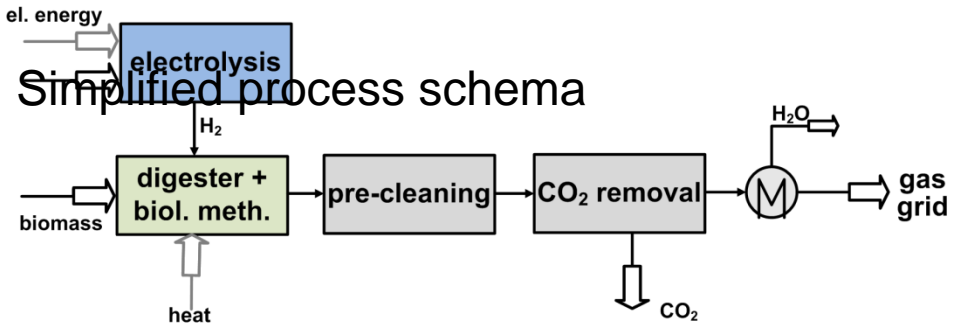 el. energy
electrolysis
Simplified process schema
H₂
H₂O
digester +
biol. meth.
pre-cleaning
CO₂ removal
M
gas
grid
biomass
heat
CO₂